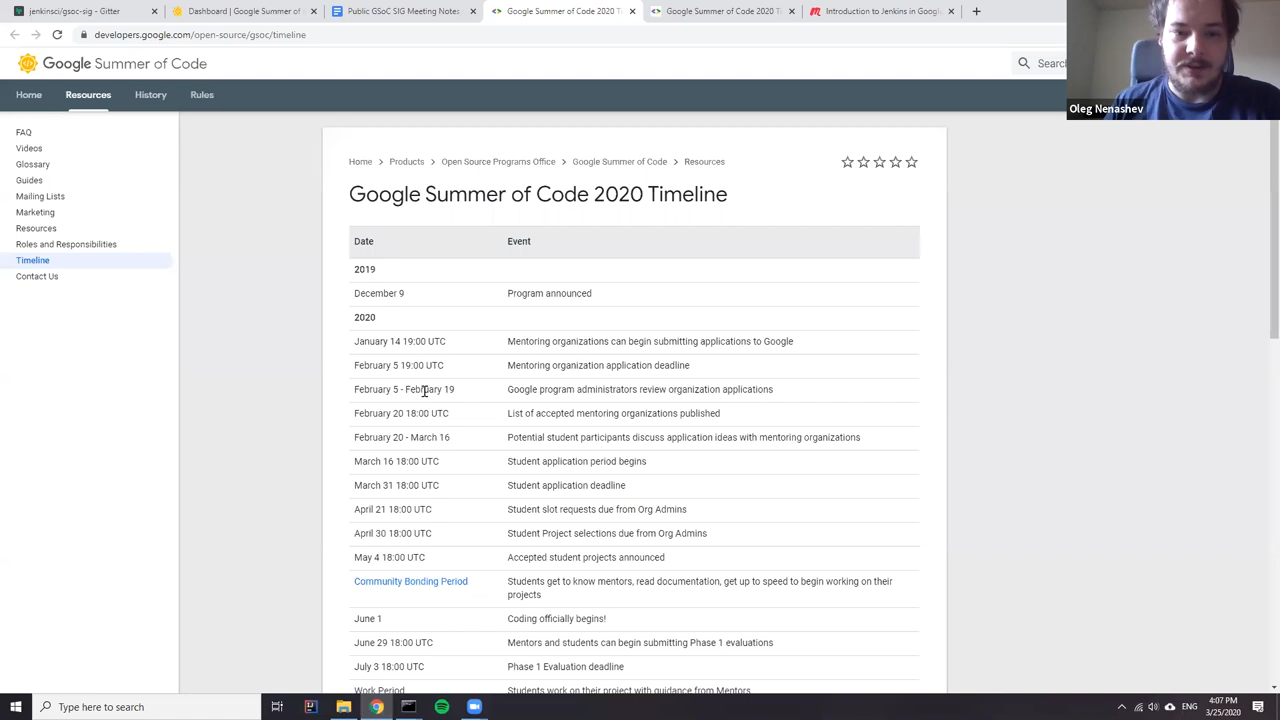 jenkinsci/gsoc-sig - Gitter
Dashboard | Google Summer of
Public GSoC SIG Meeting Notes
Google Summer of Code 2020 Ti
Google Summer of Code 2020 Ti
Introduction to Jenkins in Googl
developers.google.com/open-source/gsoc/timeline
Google Summer of Code
Search
Home Resources History Rules
Oleg Nenashev
FAQ
Videos
Glossary
Guides
Mailing Lists
Marketing
Resources
Roles and Responsibilities
Timeline
Contact Us
Home > Products > Open Source Programs Office > Google Summer of Code > Resources
Google Summer of Code 2020 Timeline
Date Event
2019
December 9 Program announced
2020
January 14 19:00 UTC Mentoring organizations can begin submitting applications to Google
February 5 19:00 UTC Mentoring organization application deadline
February 5 - February 19 Google program administrators review organization applications
February 20 18:00 UTC List of accepted mentoring organizations published
February 20 - March 16 Potential student participants discuss application ideas with mentoring organizations
March 16 18:00 UTC Student application period begins
March 31 18:00 UTC Student application deadline
April 21 18:00 UTC Student slot requests due from Org Admins
April 30 18:00 UTC Student Project selections due from Org Admins
May 4 18:00 UTC Accepted student projects announced
Community Bonding Period Students get to know mentors, read documentation, get up to speed to begin working on their
projects
June 1 Coding officially begins!
June 29 18:00 UTC Mentors and students can begin submitting Phase 1 evaluations
July 3 18:00 UTC Phase 1 Evaluation deadline
Work Period Students work on their project with guidance from Mentors
Type here to search
ENG
4:07 PM
3/25/2020